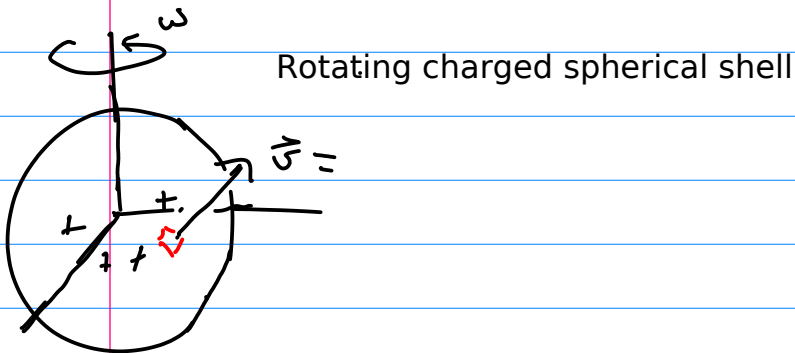 ω
Rotating charged spherical shell
v⃗ =
+ +.
+ +